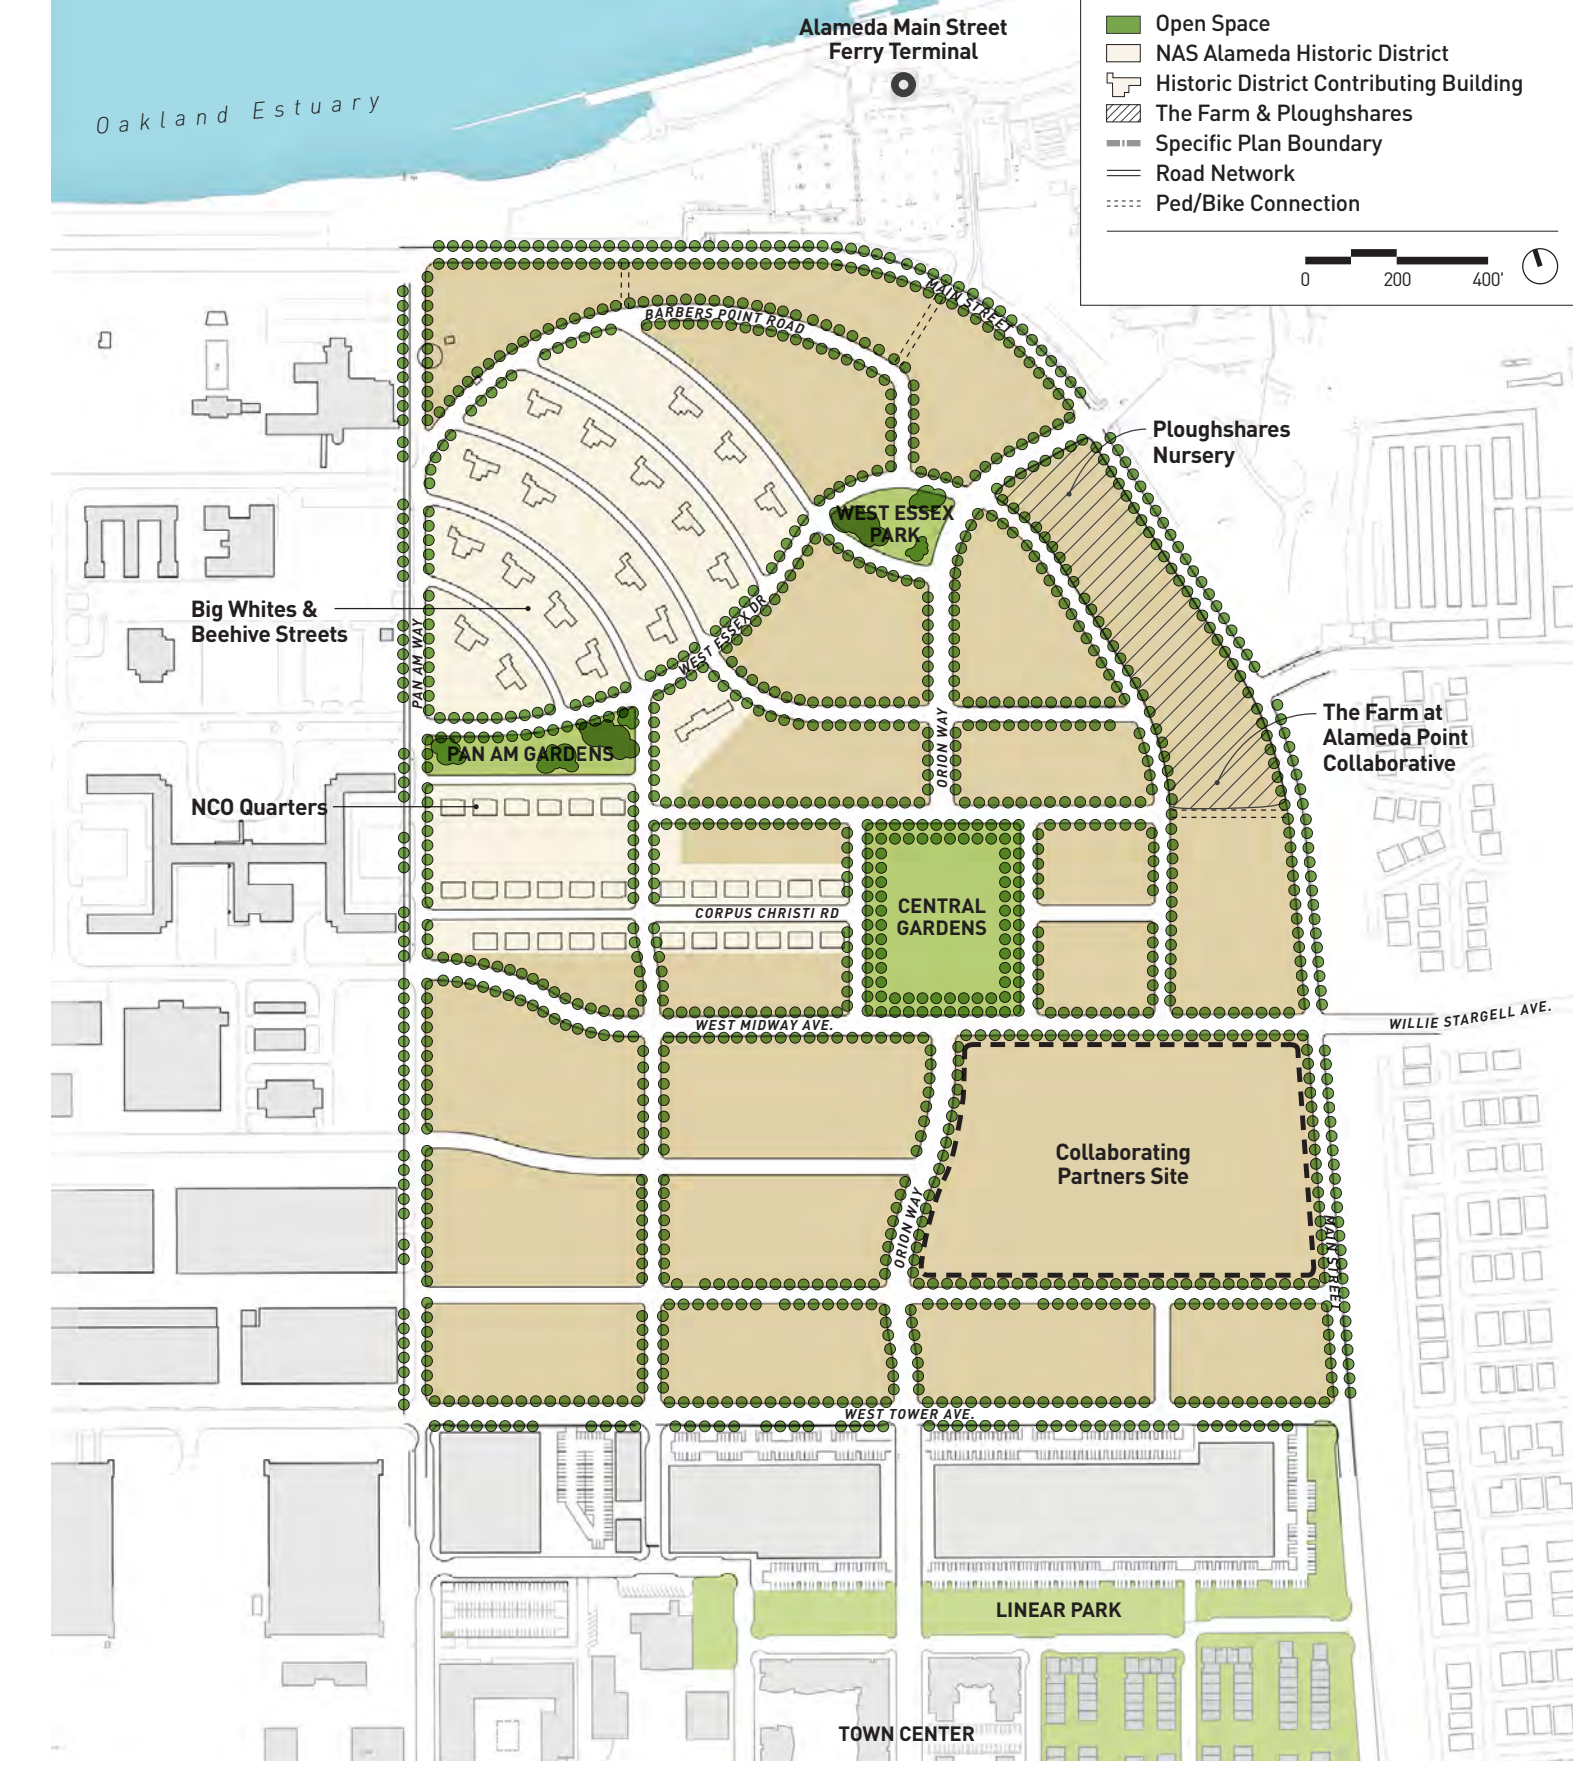 Alameda Main Street
Ferry Terminal
Open Space
NAS Alameda Historic District
Historic District Contributing Building
The Farm & Ploughshares
Specific Plan Boundary
Road Network
Ped/Bike Connection
0 200 400'
Oakland Estuary
MAIN STREET
BARBERS POINT ROAD
Ploughshares
Nursery
WEST ESSEX
PARK
Big Whites &
Beehive Streets
PAN AM WAY
WEST ESSEX DR
The Farm at
Alameda Point
Collaborative
ORION WAY
PAN AM GARDENS
NCO Quarters
CENTRAL
GARDENS
CORPUS CHRISTI RD
WEST MIDWAY AVE.
WILLIE STARGELL AVE.
Collaborating
Partners Site
ORION WAY
MAIN STREET
WEST TOWER AVE.
LINEAR PARK
TOWN CENTER